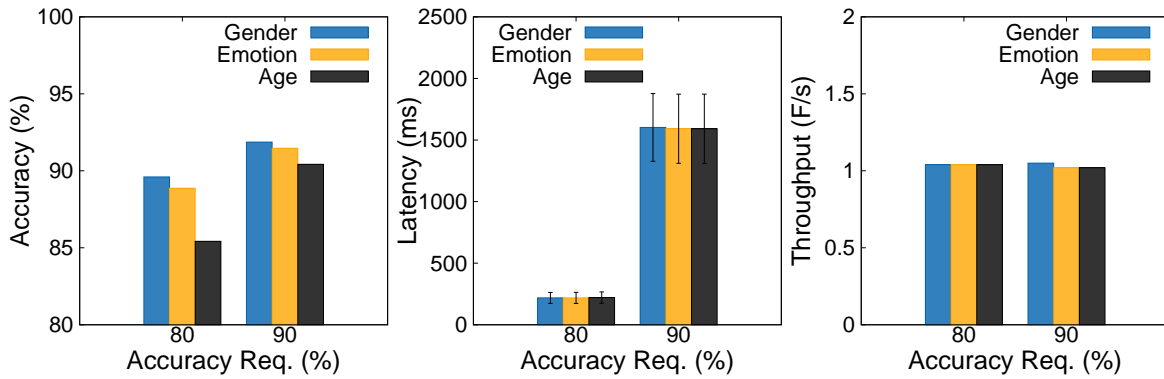 Accuracy (%)
100
95
90
85
80
Gender
Emotion
Age
80
90
Accuracy Req. (%)
Latency (ms)
2500
2000
1500
1000
500
0
Gender
Emotion
Age
80
90
Accuracy Req. (%)
Throughput (F/s)
2
1.5
1
0.5
0
Gender
Emotion
Age
80
90
Accuracy Req. (%)